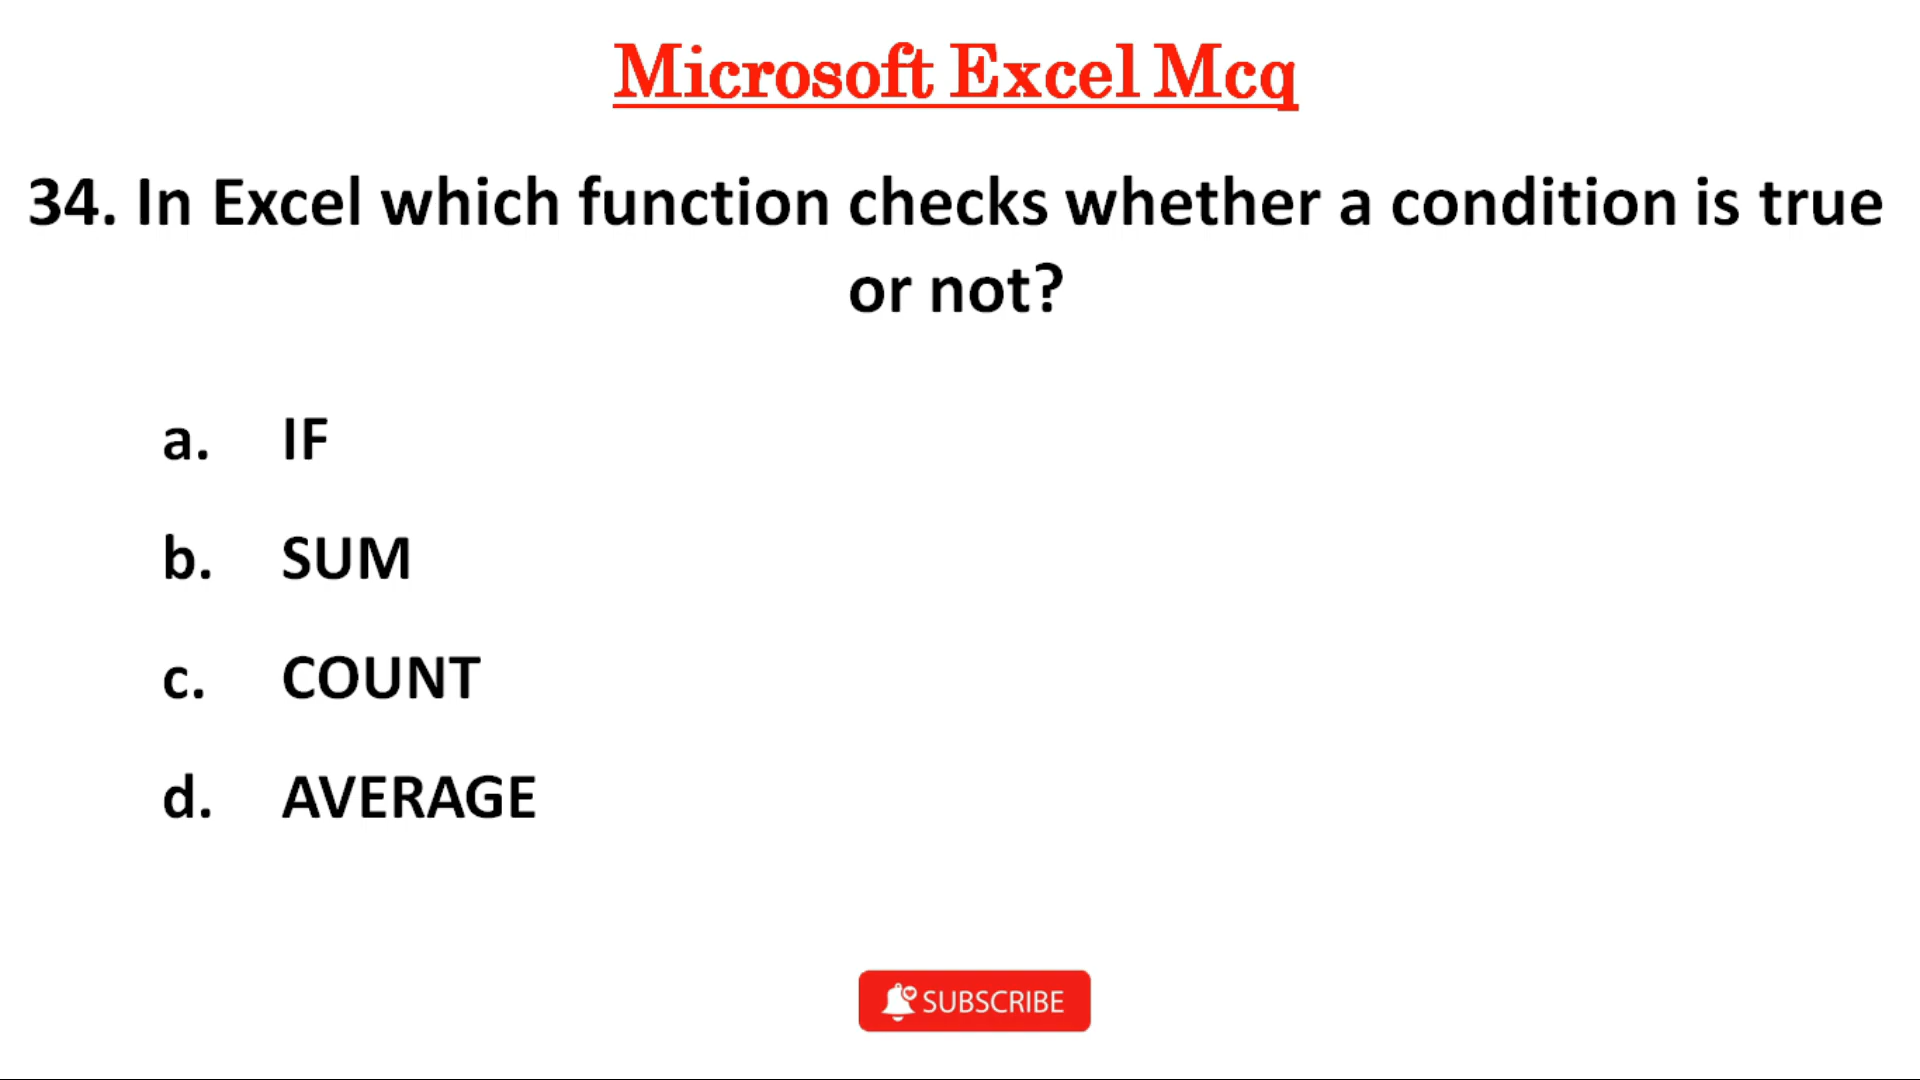 Microsoft Excel Mcq
34. In Excel which function checks whether a condition is true
or not?
a. IF
b. SUM
c. COUNT
d. AVERAGE
SUBSCRIBE